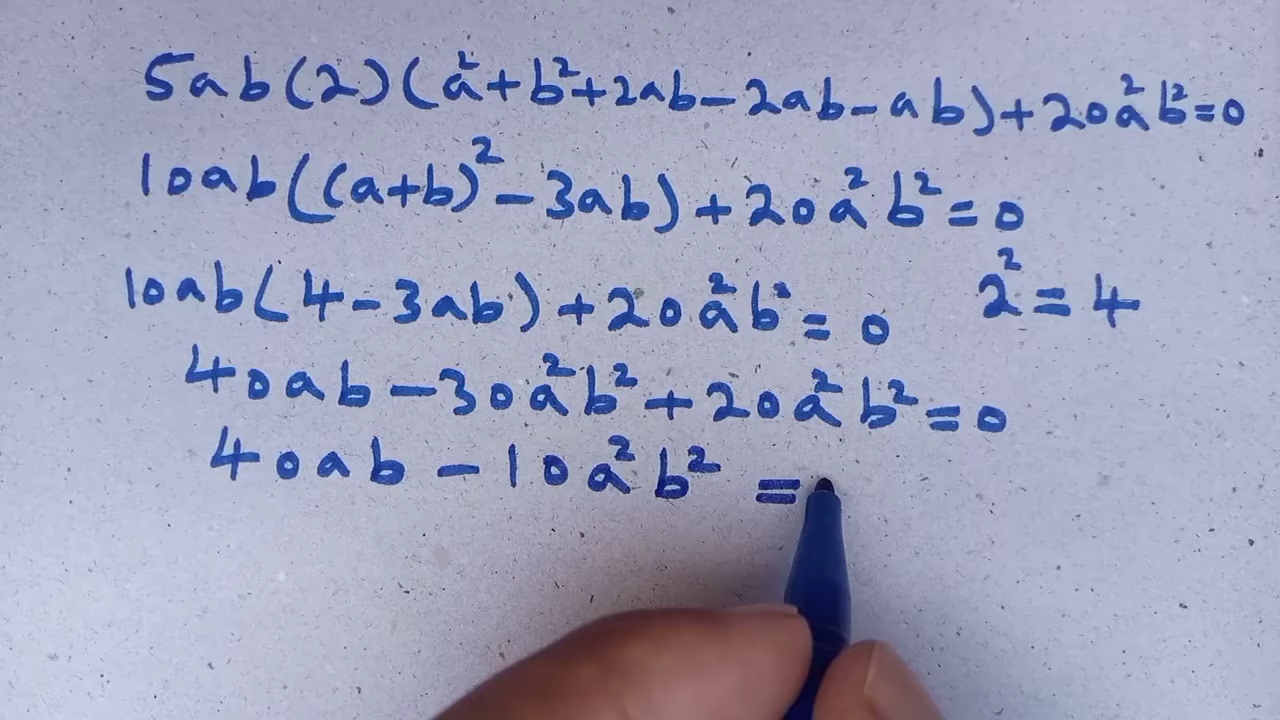 5ab(2)(a²+b²+2ab-2ab-ab)+20a²b²=0
10ab((a+b)²-3ab)+20a²b²=0
10ab(4-3ab)+20a²b²=0 2²=4
40ab-30a²b²+20a²b²=0
40ab-10a²b²=